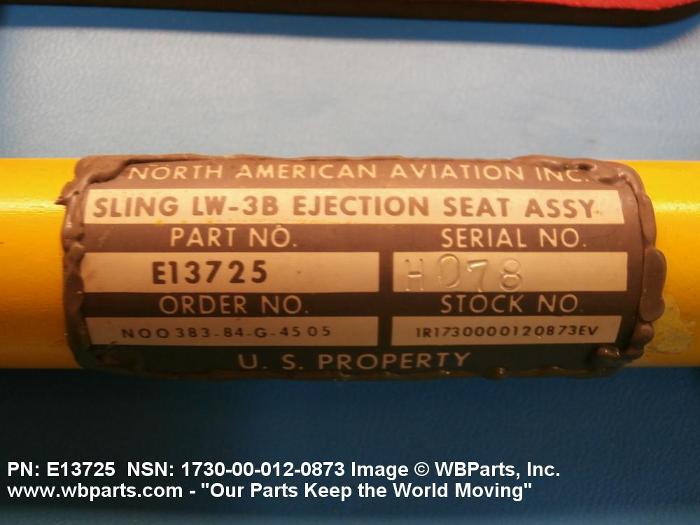 NORTH AMERICAN AVIATION INC.
SLING LW-3B EJECTION SEAT ASSY.
PART NO. SERIAL NO.
E13725 H078
ORDER NO. STOCK NO.
NOO383-84-G-4505 1R1730000120873EV
U. S. PROPERTY
PN: E13725 NSN: 1730-00-012-0873 Image © WBParts, Inc.
www.wbparts.com - "Our Parts Keep the World Moving"